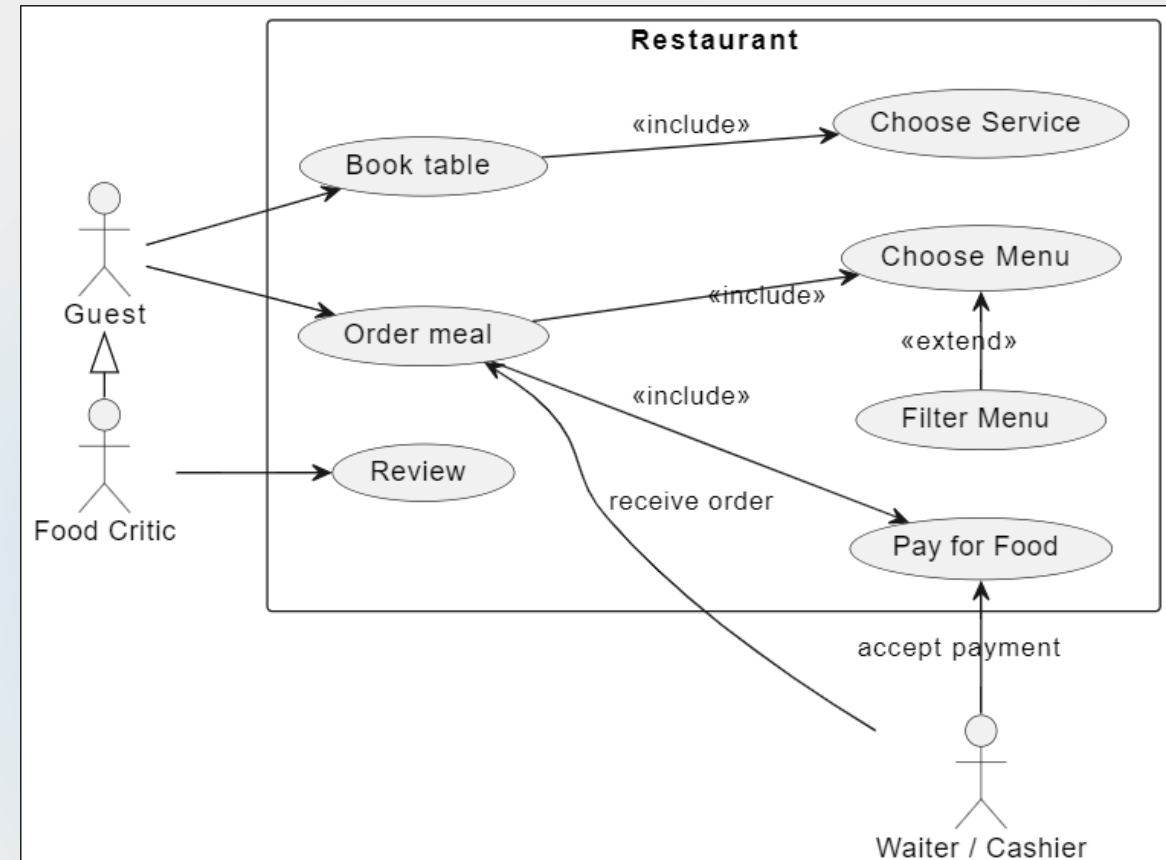 Restaurant
«include»
Choose Service
Book table
Choose Menu
«include»
Guest
Order meal
«extend»
«include»
Filter Menu
Review
receive order
Food Critic
Pay for Food
accept payment
Waiter / Cashier